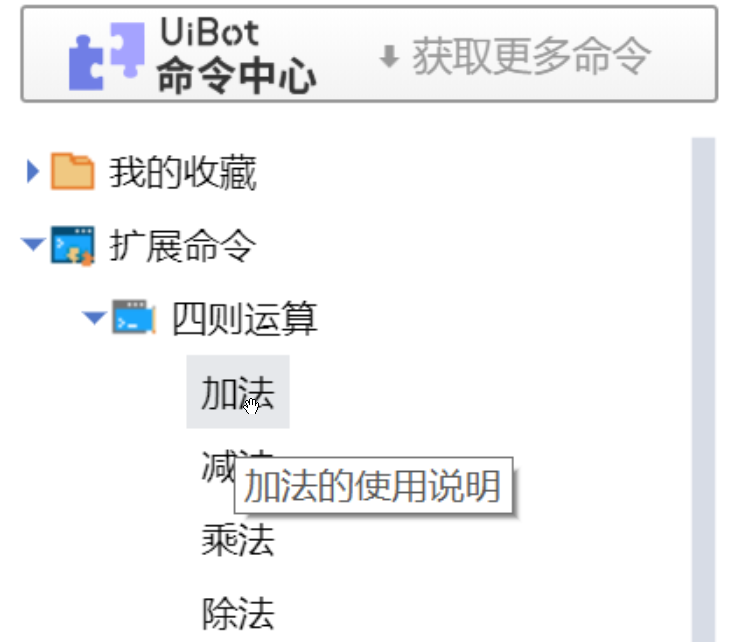 UiBot
命令中心
获取更多命令
我的收藏
扩展命令
四则运算
加法
减法
加法的使用说明
乘法
除法